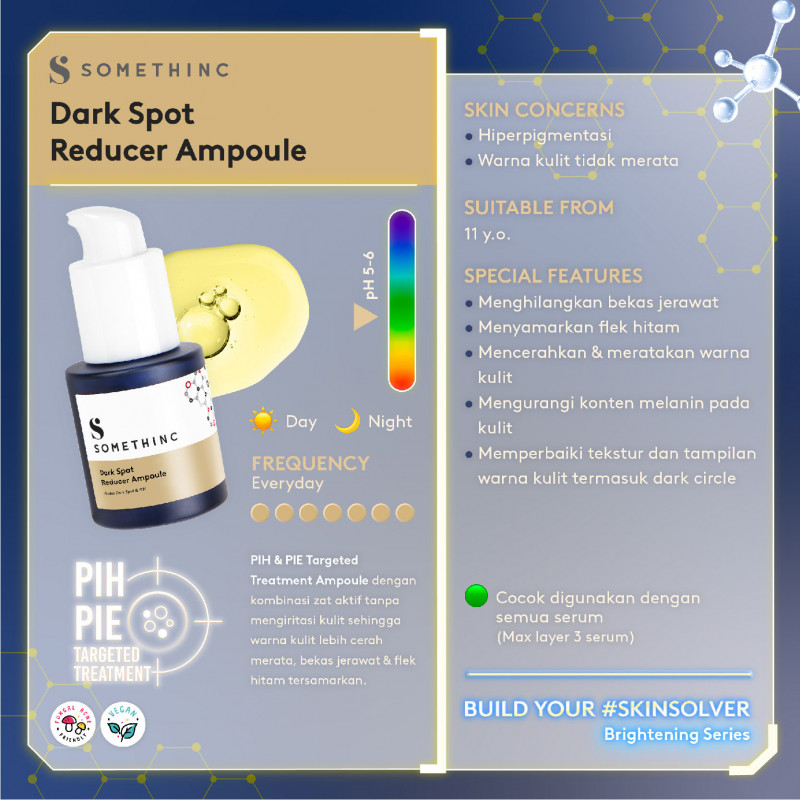 SOMETHINC
Dark Spot
Reducer Ampoule
pH 5-6
SOMETHINC
Dark Spot
Reducer Ampoule
Day
Night
FREQUENCY
Everyday
PIH
PIE
TARGETED
TREATMENT
PIH & PIE Targeted
Treatment Ampoule dengan
kombinasi zat aktif tanpa
mengiritasi kulit sehingga
warna kulit lebih cerah
merata, bekas jerawat & flek
hitam tersamarkan.
FUNGAL ACNE
FRIENDLY
VEGAN
SKIN CONCERNS
• Hiperpigmentasi
• Warna kulit tidak merata
SUITABLE FROM
11 y.o.
SPECIAL FEATURES
• Menghilangkan bekas jerawat
• Menyamarkan flek hitam
• Mencerahkan & meratakan warna
kulit
• Mengurangi konten melanin pada
kulit
• Memperbaiki tekstur dan tampilan
warna kulit termasuk dark circle
Cocok digunakan dengan
semua serum
(Max layer 3 serum)
BUILD YOUR #SKINSOLVER
Brightening Series